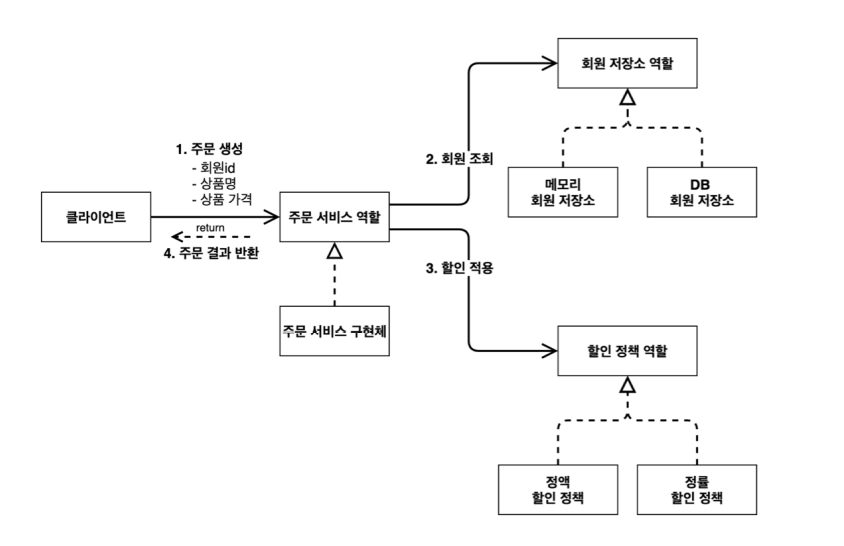 회원 저장소 역할
1. 주문 생성
- 회원id
- 상품명
- 상품 가격
2. 회원 조회
메모리
회원 저장소
DB
회원 저장소
클라이언트
주문 서비스 역할
return
4. 주문 결과 반환
3. 할인 적용
주문 서비스 구현체
할인 정책 역할
정액
할인 정책
정률
할인 정책